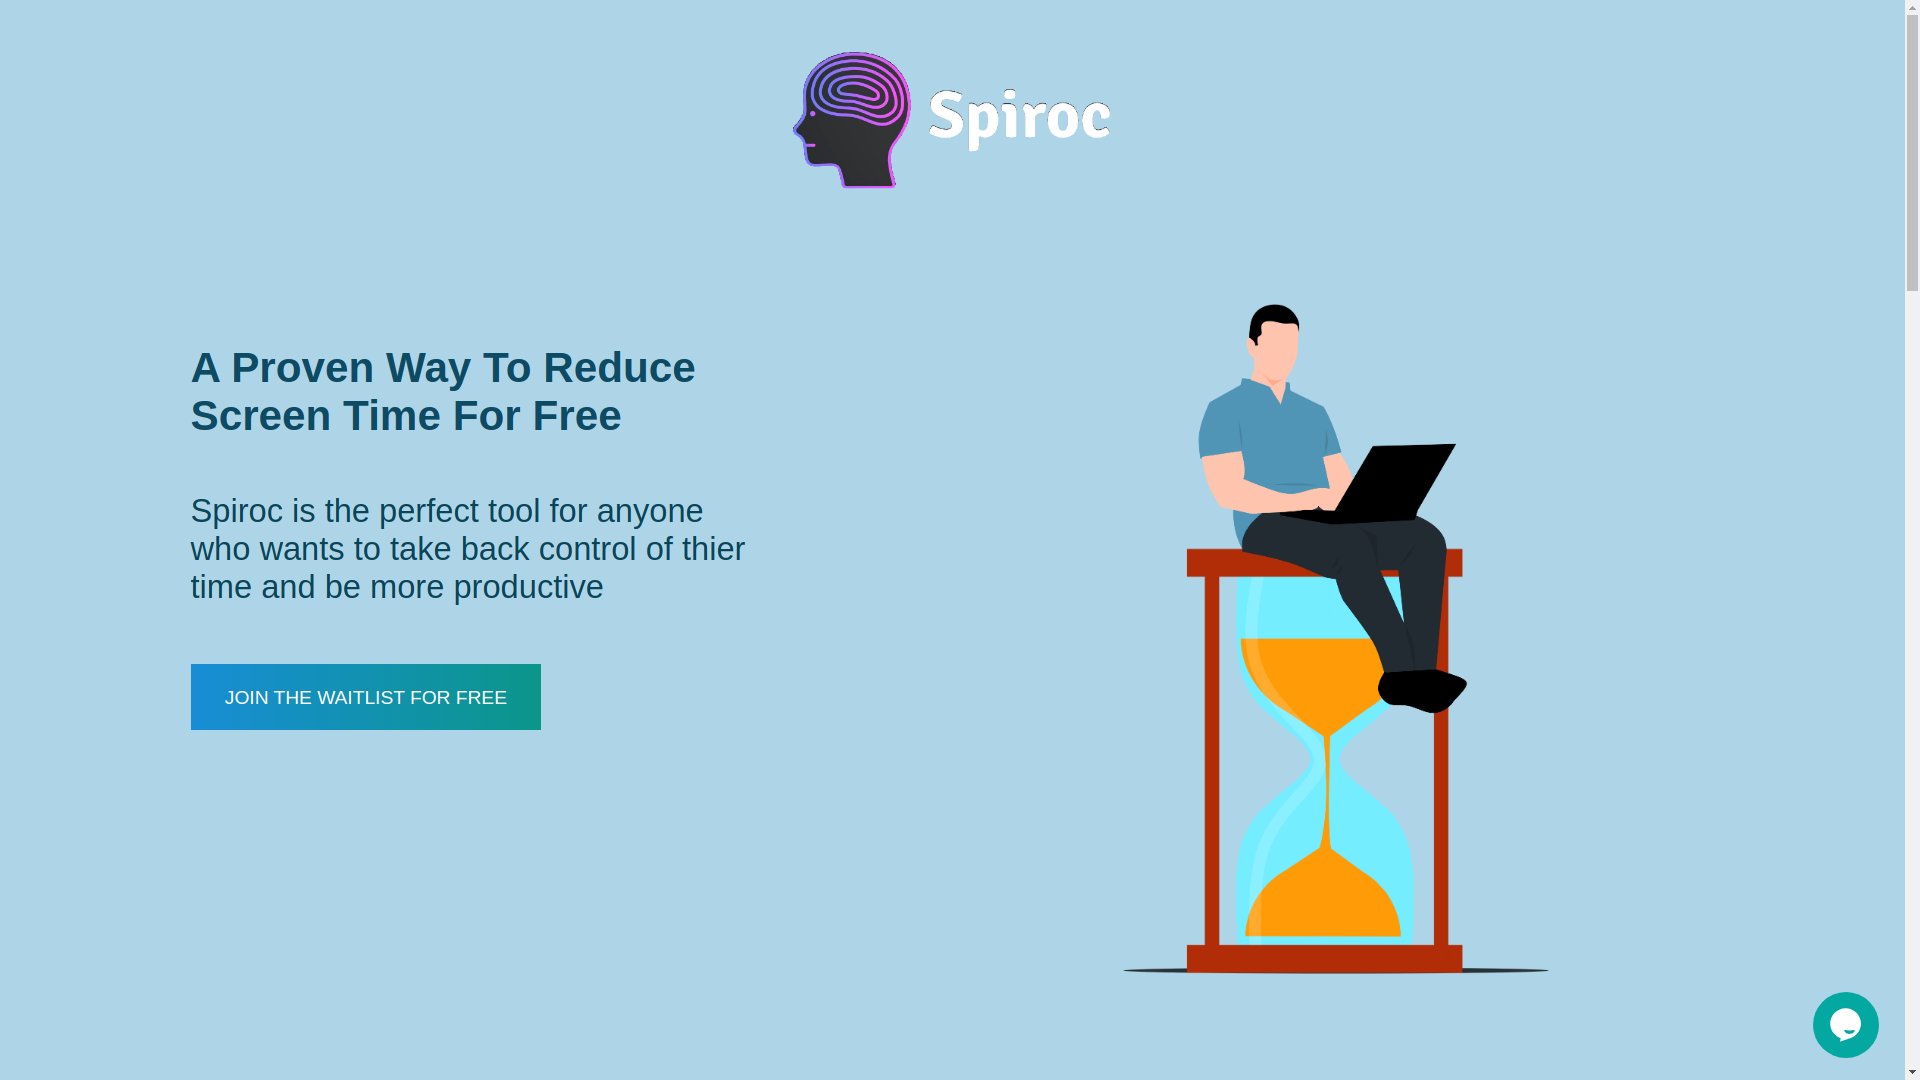 Spiroc
A Proven Way To Reduce
Screen Time For Free
Spiroc is the perfect tool for anyone
who wants to take back control of thier
time and be more productive
JOIN THE WAITLIST FOR FREE